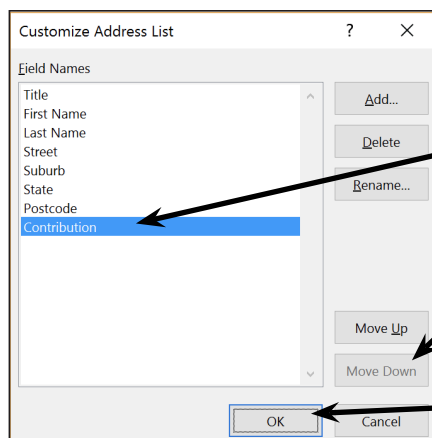 Customize Address List ? ×
Field Names
Title
First Name
Last Name
Street
Suburb
State
Postcode
Contribution
Add...
Delete
Rename...
Move Up
Move Down
OK
Cancel